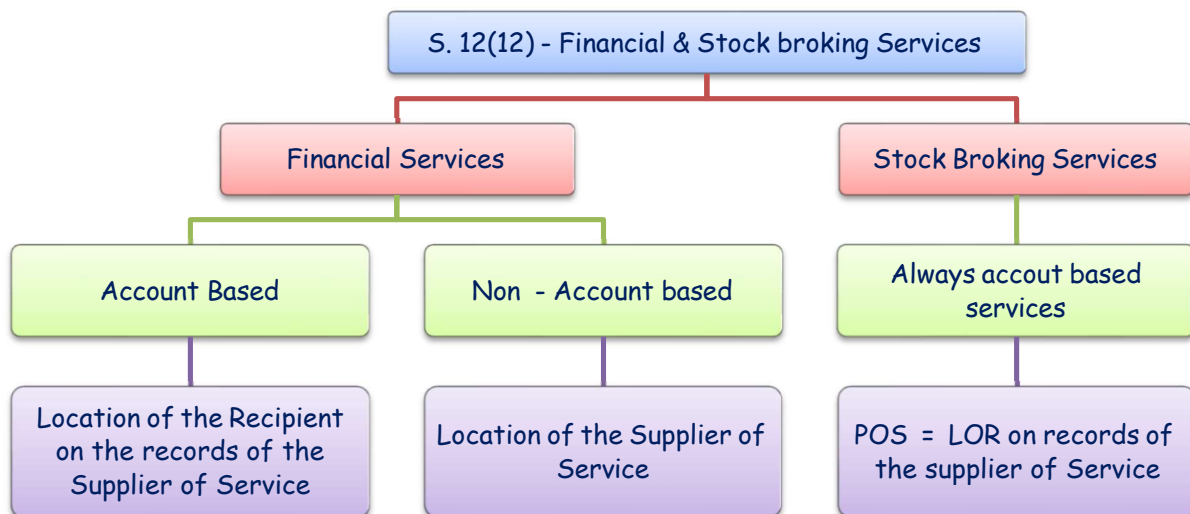 S. 12(12) - Financial & Stock broking Services
Financial Services
Stock Broking Services
Account Based
Non - Account based
Always accout based
services
Location of the Recipient
on the records of the
Supplier of Service
Location of the Supplier of
Service
POS = LOR on records of
the supplier of Service